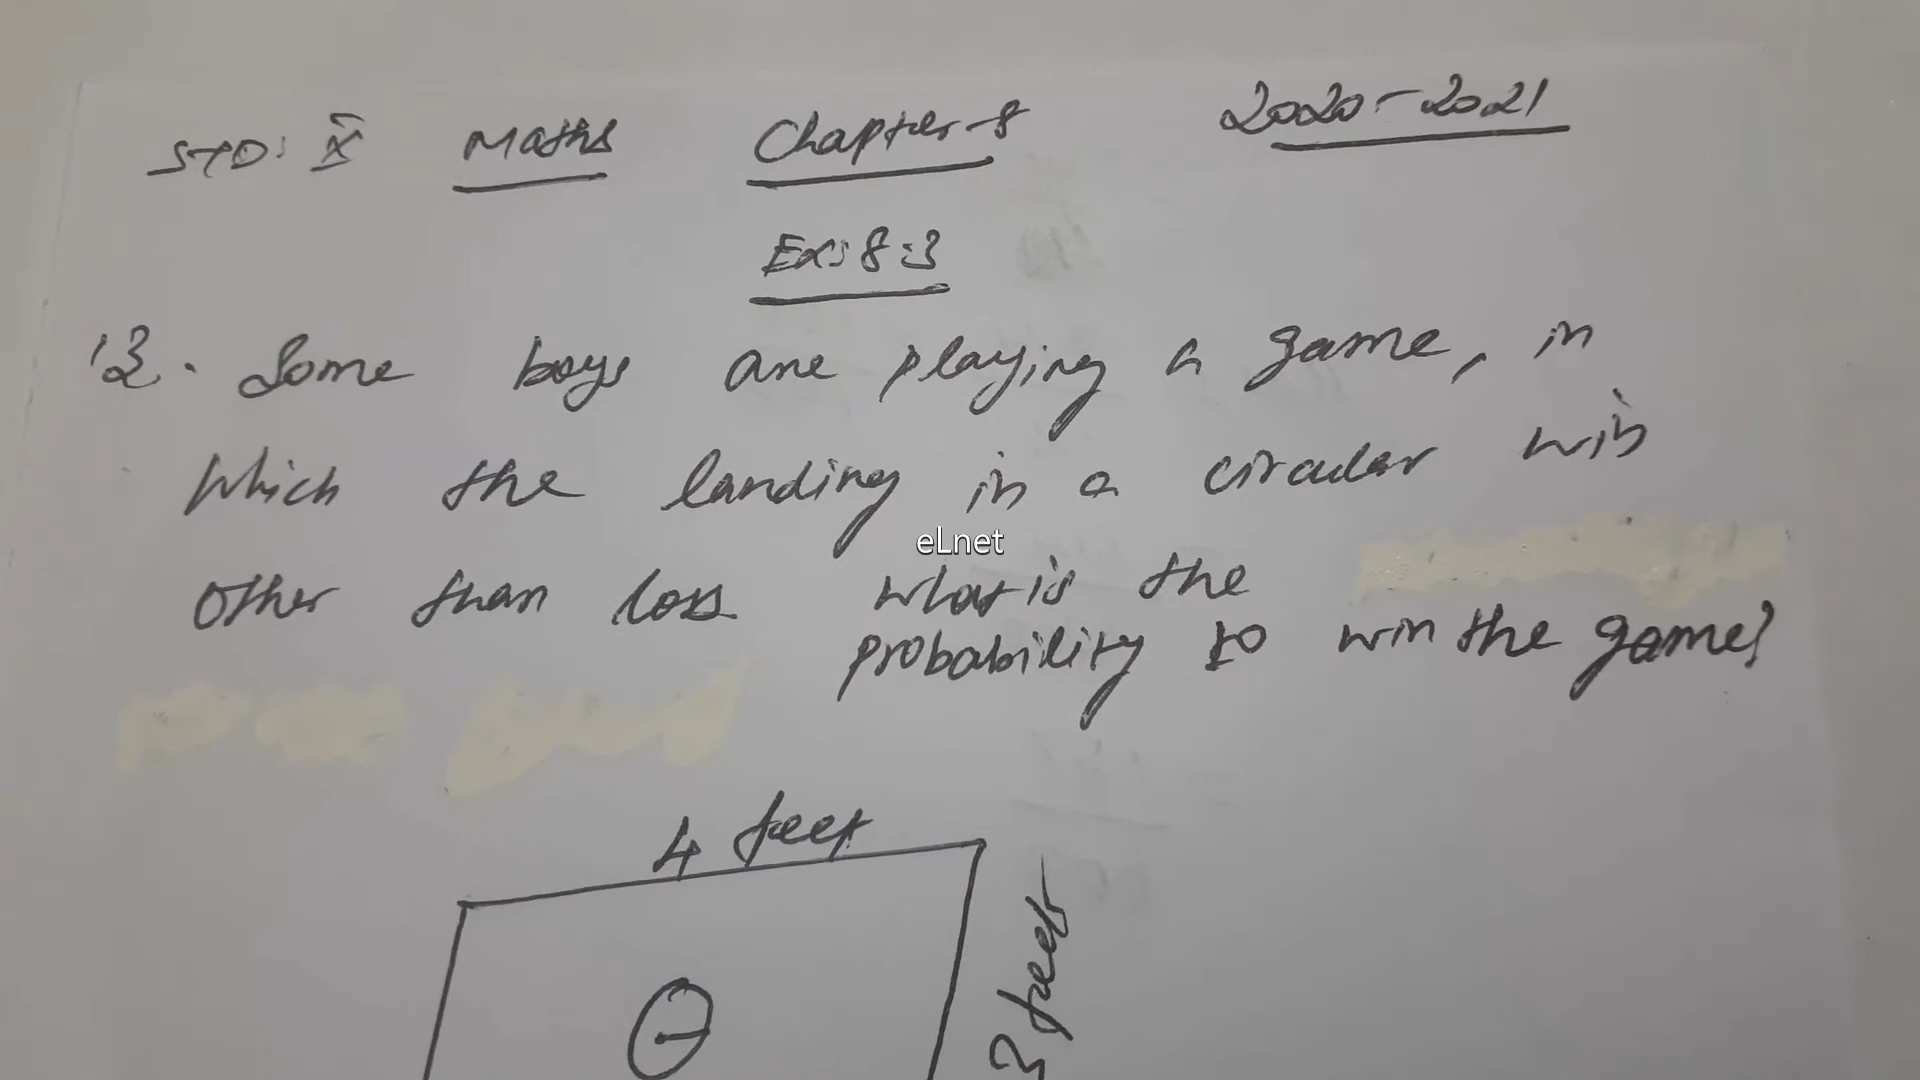 STD: X Maths Chapter-8 2020-2021
Ex: 8.3
12. Some boys are playing a game, in
Which the landing in a circular win
other than loss what is the
probability to win the game?
eLnet
4 feet
3 feet